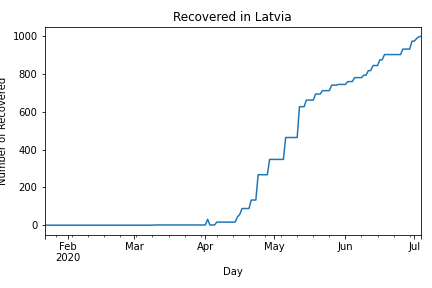 Recovered in Latvia
Number of Recovered
1000
800
600
400
200
0
Feb
2020
Mar
Apr
May
Jun
Jul
Day